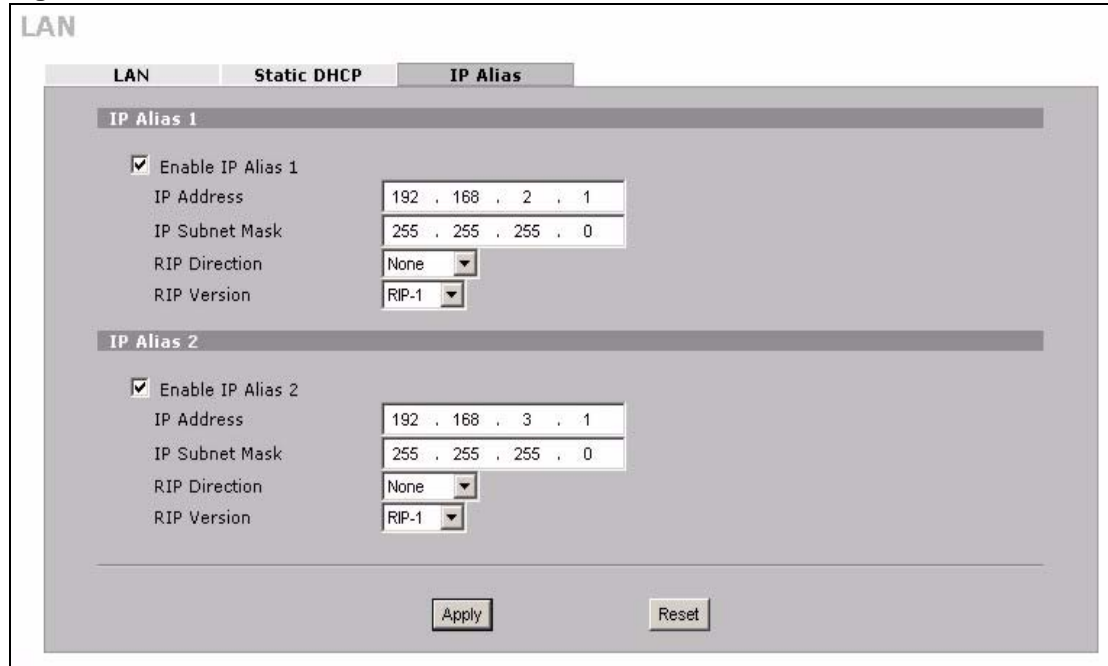 LAN
LAN Static DHCP IP Alias
IP Alias 1
Enable IP Alias 1
IP Address 192 . 168 . 2 . 1
IP Subnet Mask 255 . 255 . 255 . 0
RIP Direction None
RIP Version RIP-1
IP Alias 2
Enable IP Alias 2
IP Address 192 . 168 . 3 . 1
IP Subnet Mask 255 . 255 . 255 . 0
RIP Direction None
RIP Version RIP-1
Apply Reset